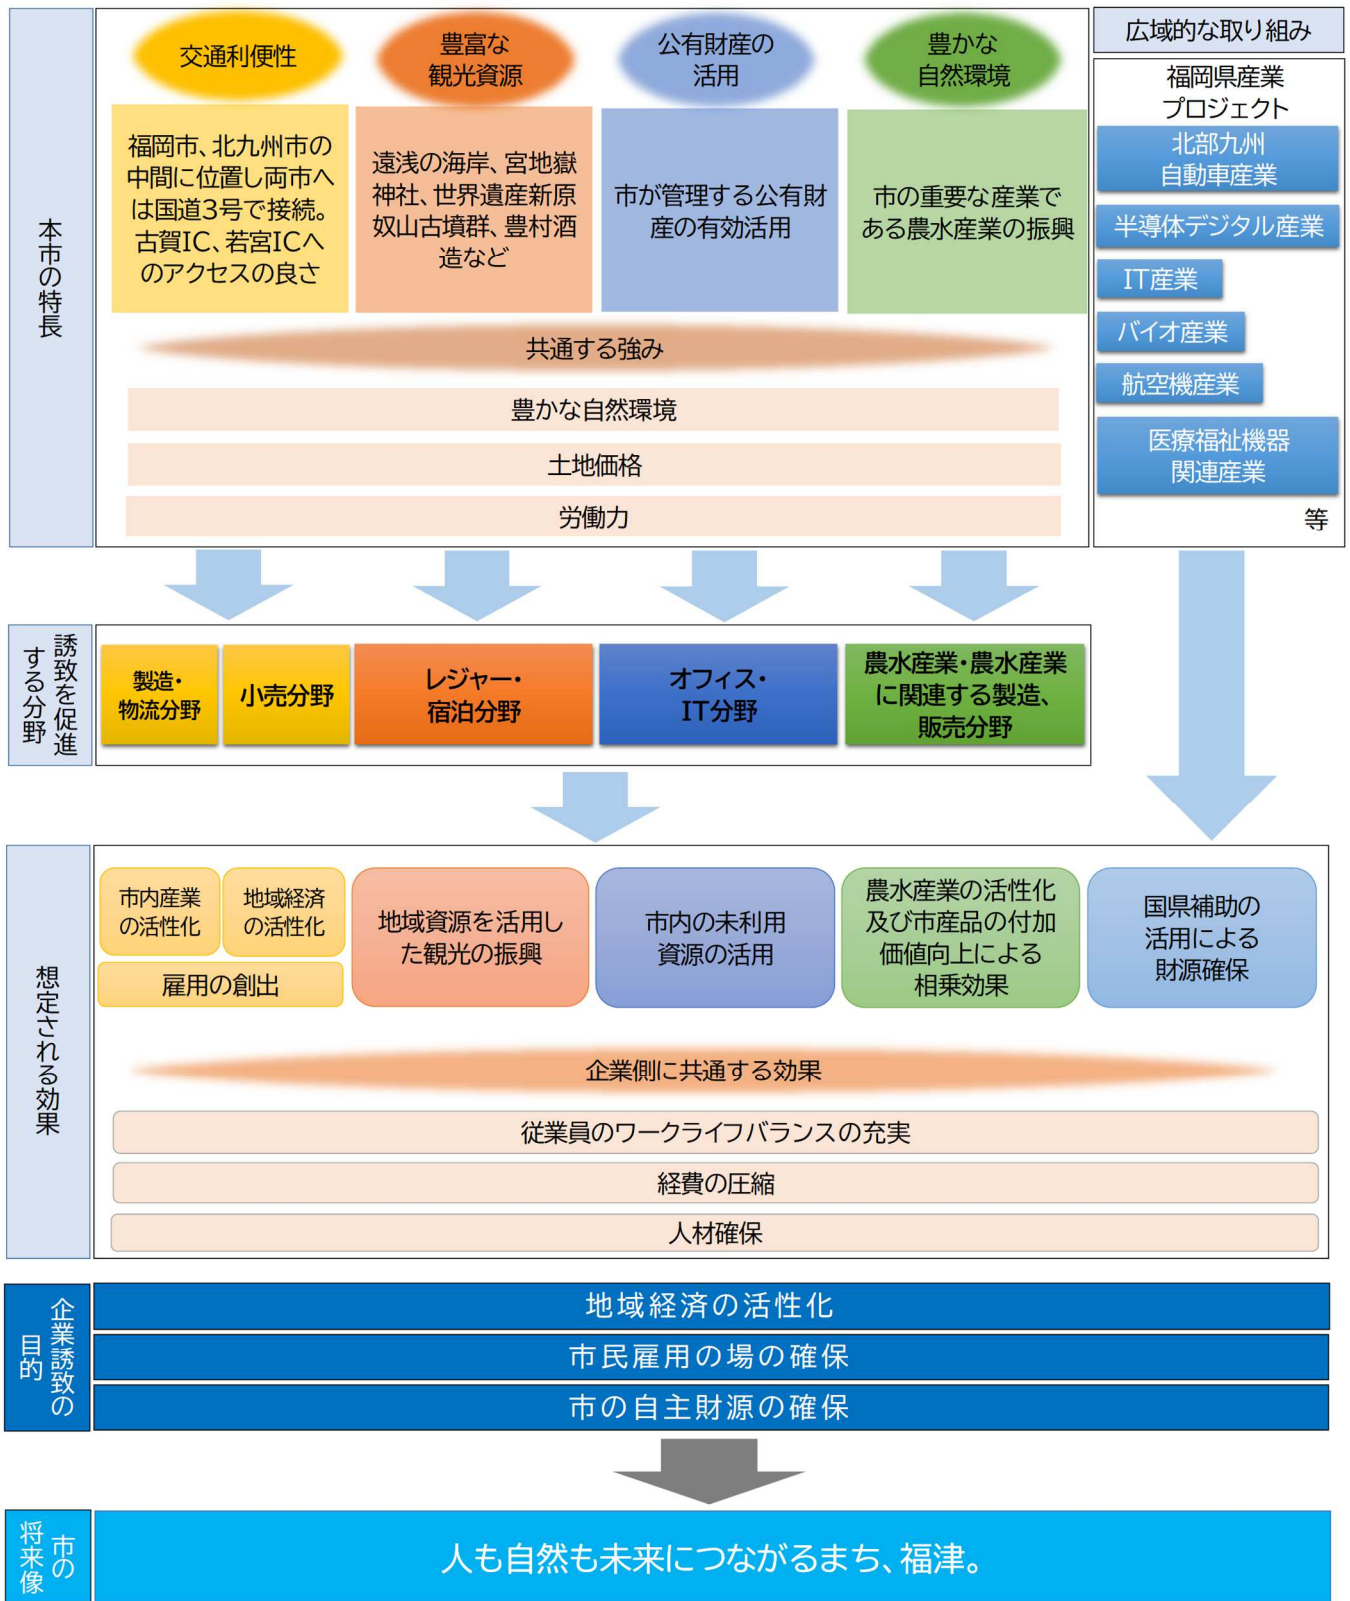 本市の特長
交通利便性
豊富な
観光資源
公有財産の
活用
豊かな
自然環境
福岡市、北九州市の
中間に位置し両市へ
は国道3号で接続。
古賀IC、若宮ICへ
のアクセスの良さ
遠浅の海岸、宮地嶽
神社、世界遺産新原
奴山古墳群、豊村酒
造など
市が管理する公有財
産の有効活用
市の重要な産業で
ある農水産業の振興
共通する強み
豊かな自然環境
土地価格
労働力
広域的な取り組み
福岡県産業
プロジェクト
北部九州
自動車産業
半導体デジタル産業
IT産業
バイオ産業
航空機産業
医療福祉機器
関連産業
等
誘致を促進
する分野
製造・
物流分野
小売分野
レジャー・
宿泊分野
オフィス・
IT分野
農水産業・農水産業
に関連する製造、
販売分野
想定される効果
市内産業
の活性化
地域経済
の活性化
雇用の創出
地域資源を活用し
た観光の振興
市内の未利用
資源の活用
農水産業の活性化
及び市産品の付加
価値向上による
相乗効果
国県補助の
活用による
財源確保
企業側に共通する効果
従業員のワークライフバランスの充実
経費の圧縮
人材確保
企業誘致の
目的
地域経済の活性化
市民雇用の場の確保
市の自主財源の確保
市の
将来像
人も自然も未来につながるまち、福津。